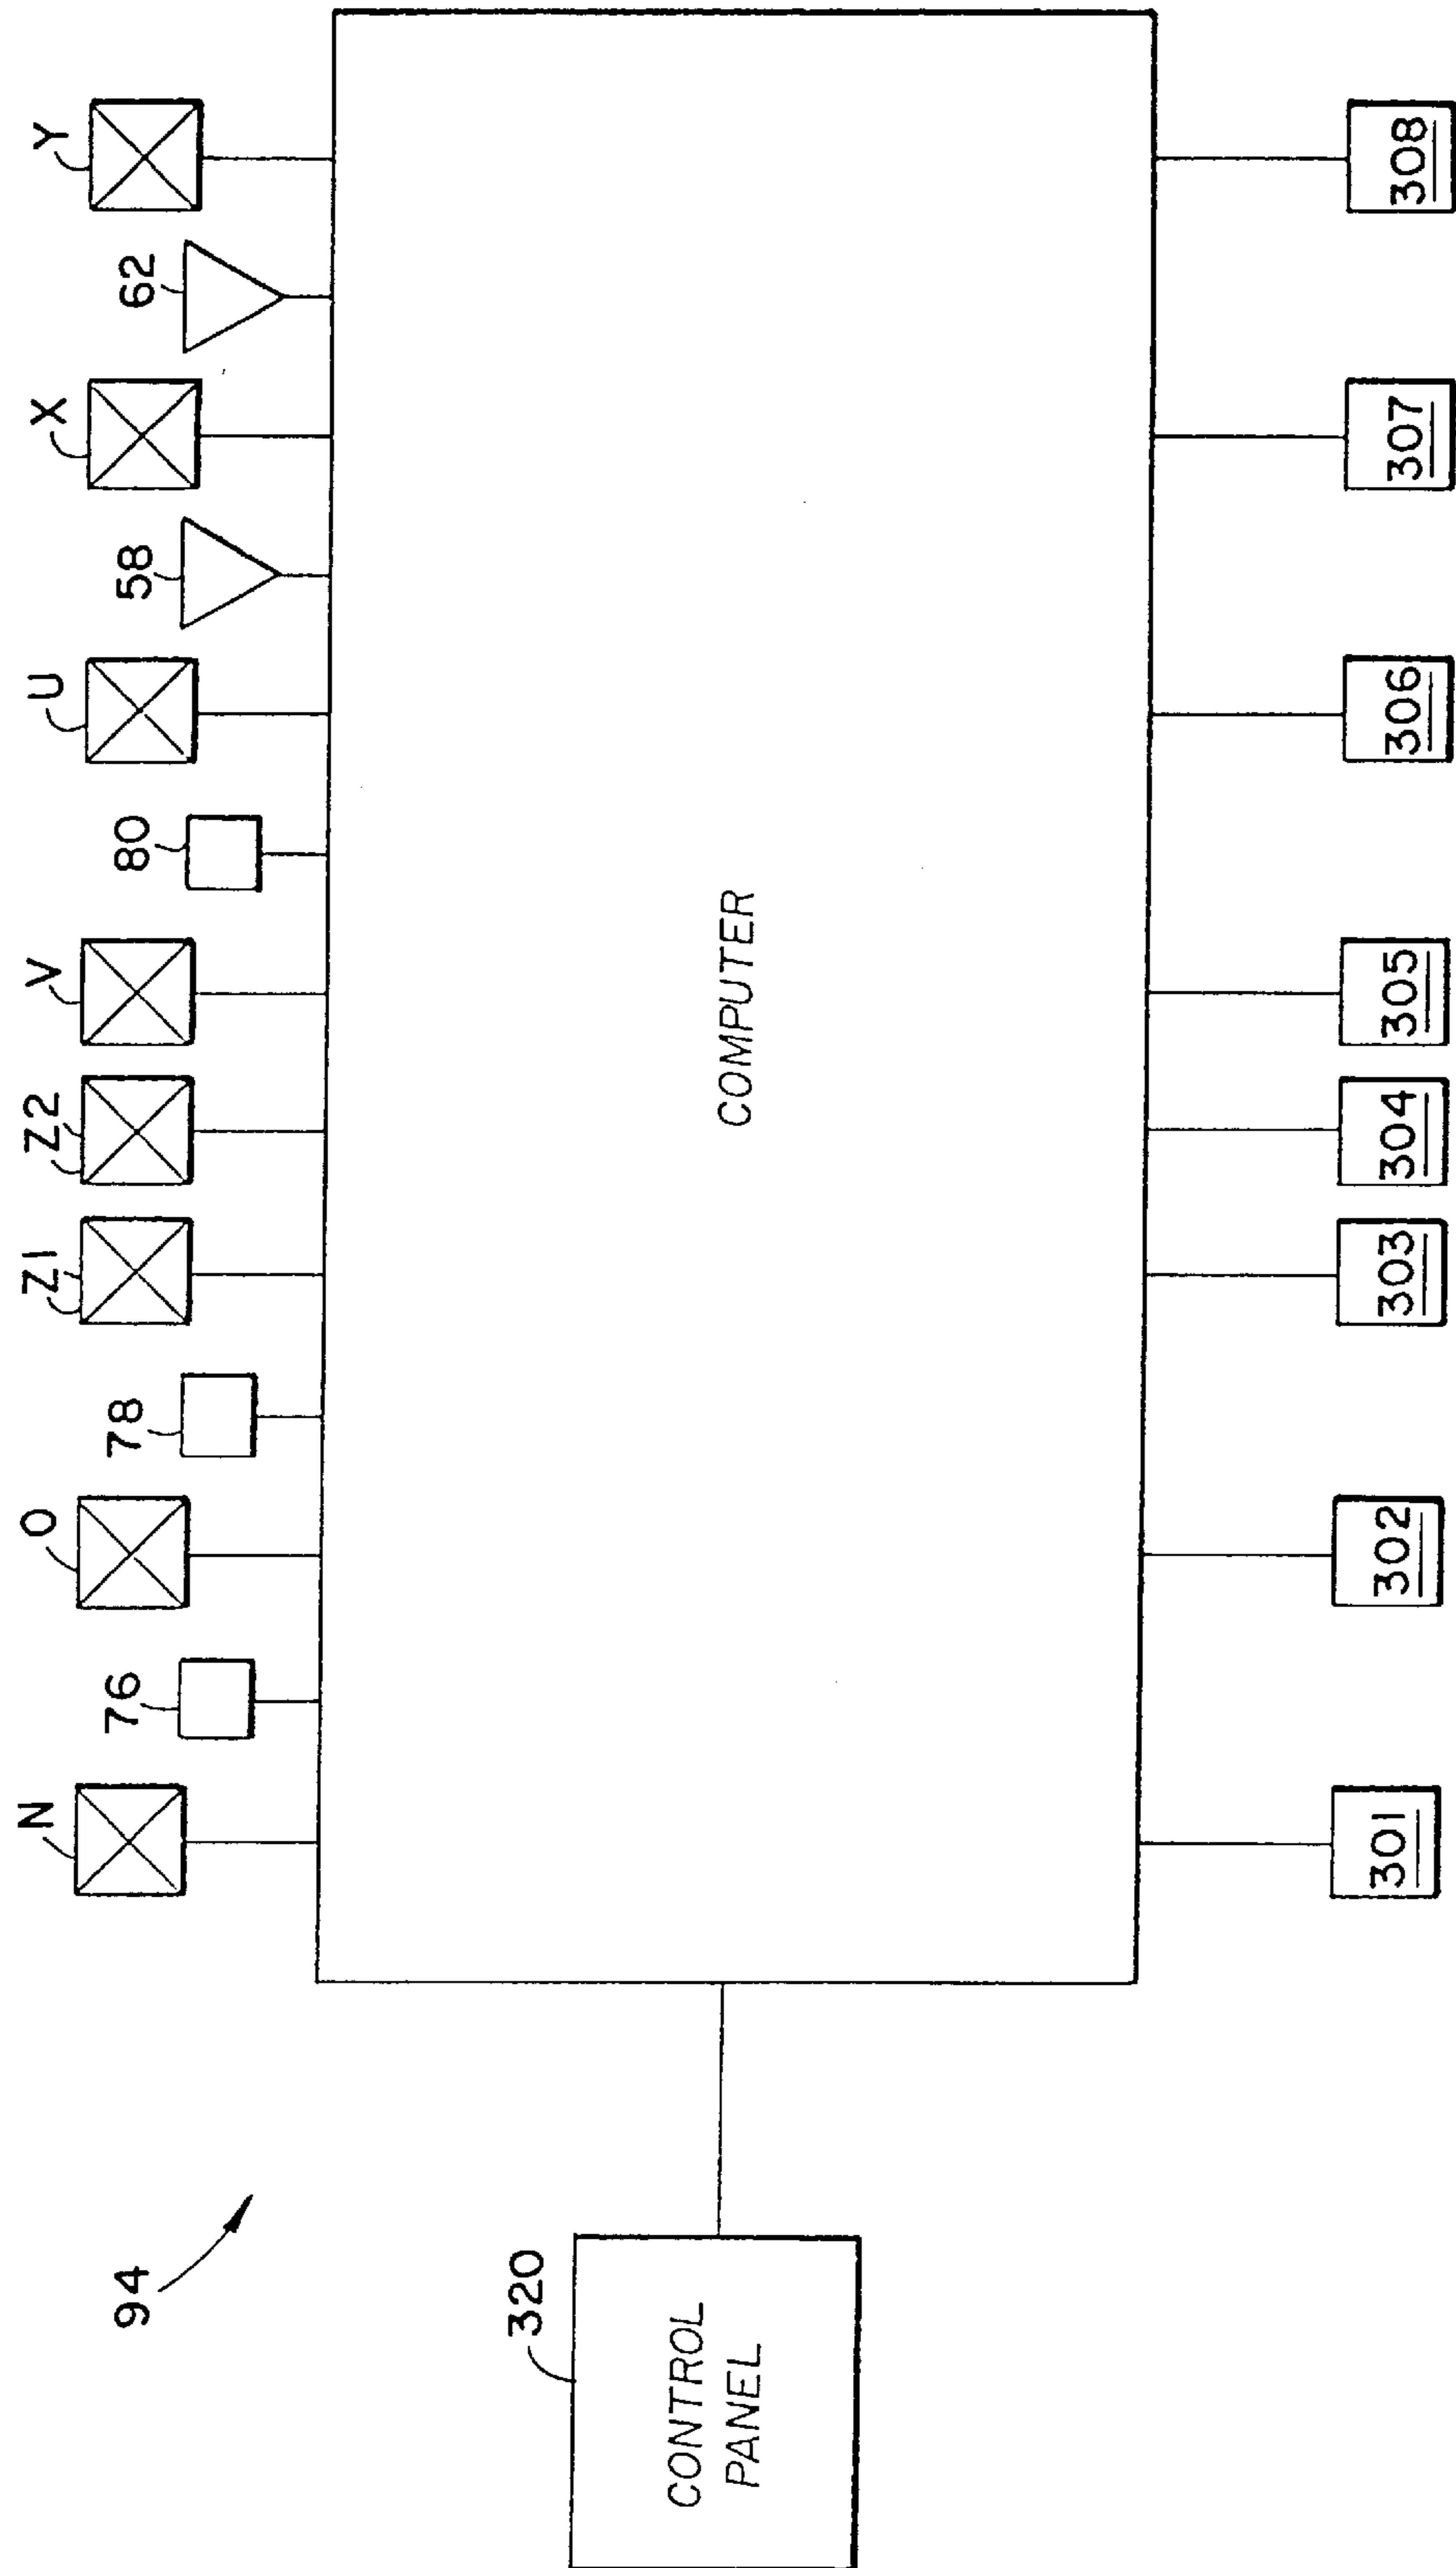 N
76
O
78
Z1
Z2
V
80
U
58
X
62
Y
94
320
CONTROL
PANEL
COMPUTER
301
302
303
304
305
306
307
308